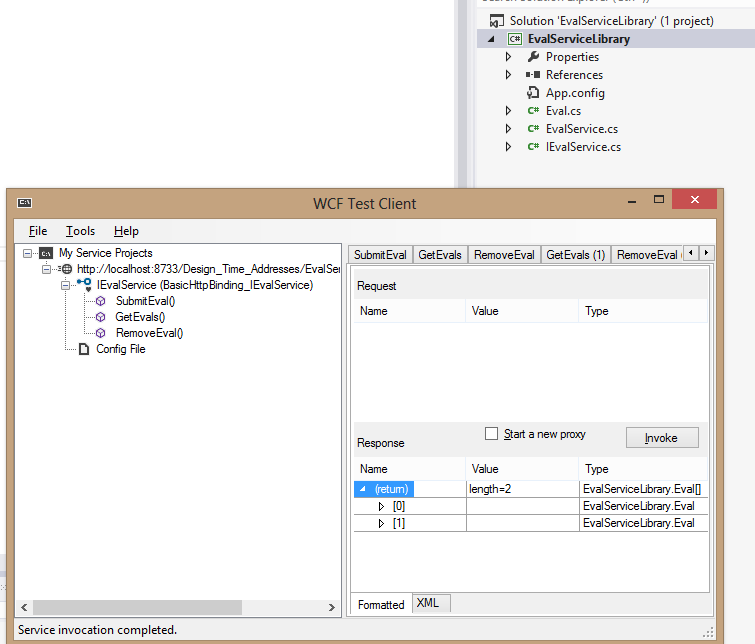 Solution 'EvalServiceLibrary' (1 project)
C# EvalServiceLibrary
Properties
References
App.config
C# Eval.cs
C# EvalService.cs
C# IEvalService.cs
WCF Test Client
File Tools Help
My Service Projects
http://localhost:8733/Design_Time_Addresses/EvalSer
IEvalService (BasicHttpBinding_IEvalService)
SubmitEval()
GetEvals()
RemoveEval()
Config File
SubmitEval GetEvals RemoveEval GetEvals (1) RemoveEval
Request
Name Value Type
Response Start a new proxy Invoke
Name Value Type
(return) length=2 EvalServiceLibrary.Eval[]
[0] EvalServiceLibrary.Eval
[1] EvalServiceLibrary.Eval
Formatted XML
Service invocation completed.